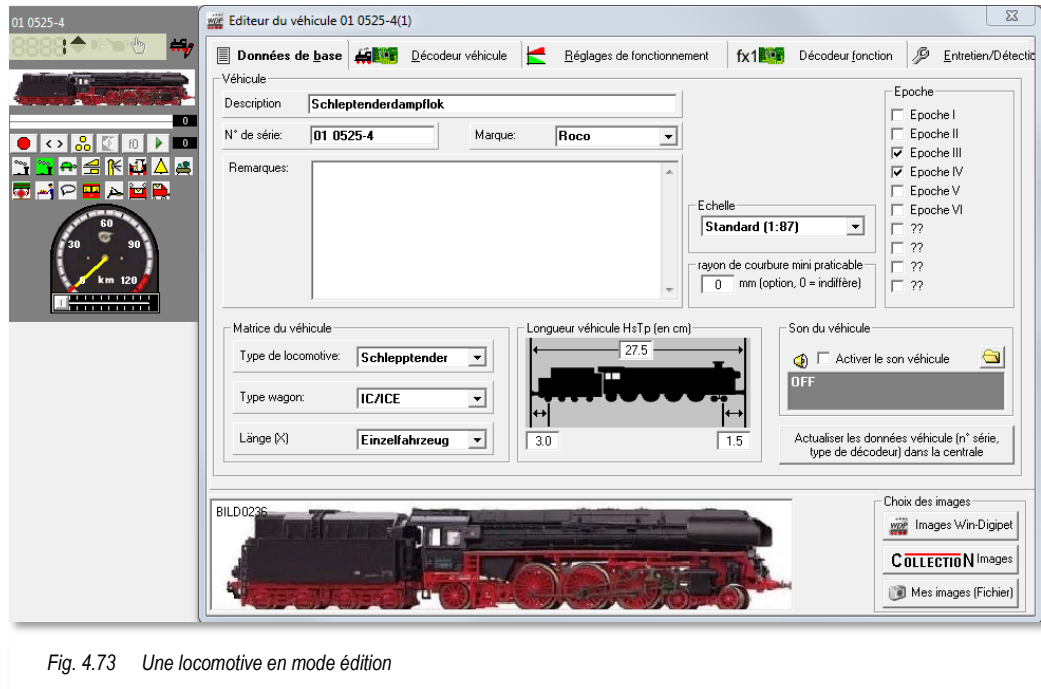 01 0525-4
8888
0
f0
0
0
30
60
90
0 km 120
WDP Editeur du véhicule 01 0525-4(1)
Données de base
Décodeur véhicule
Réglages de fonctionnement
fx1
Décodeur fonction
Entretien/Détectic
Véhicule
Description
Schleptenderdampflok
N° de série:
01 0525-4
Marque:
Roco
Remarques:
Echelle
Standard (1:87)
rayon de courbure mini praticable
0 mm (option, 0 = indiffère)
Epoche
Epoche I
Epoche II
Epoche III
Epoche IV
Epoche V
Epoche VI
??
??
??
??
Matrice du véhicule
Type de locomotive:
Schlepptender
Type wagon:
IC/ICE
Länge (X)
Einzelfahrzeug
Longueur véhicule HsTp (en cm)
27.5
3.0
1.5
Son du véhicule
Activer le son véhicule
OFF
Actualiser les données véhicule (n° série,
type de décodeur) dans la centrale
BILD0236
Choix des images
WDP Images Win-Digipet
COLLECTION Images
Mes images (Fichier)
Fig. 4.73 Une locomotive en mode édition